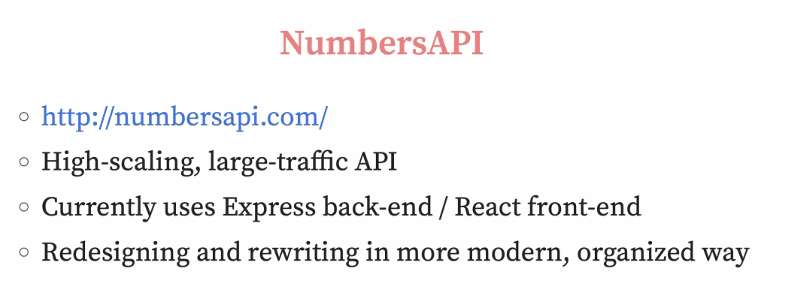 NumbersAPI
http://numbersapi.com/
High-scaling, large-traffic API
Currently uses Express back-end / React front-end
Redesigning and rewriting in more modern, organized way